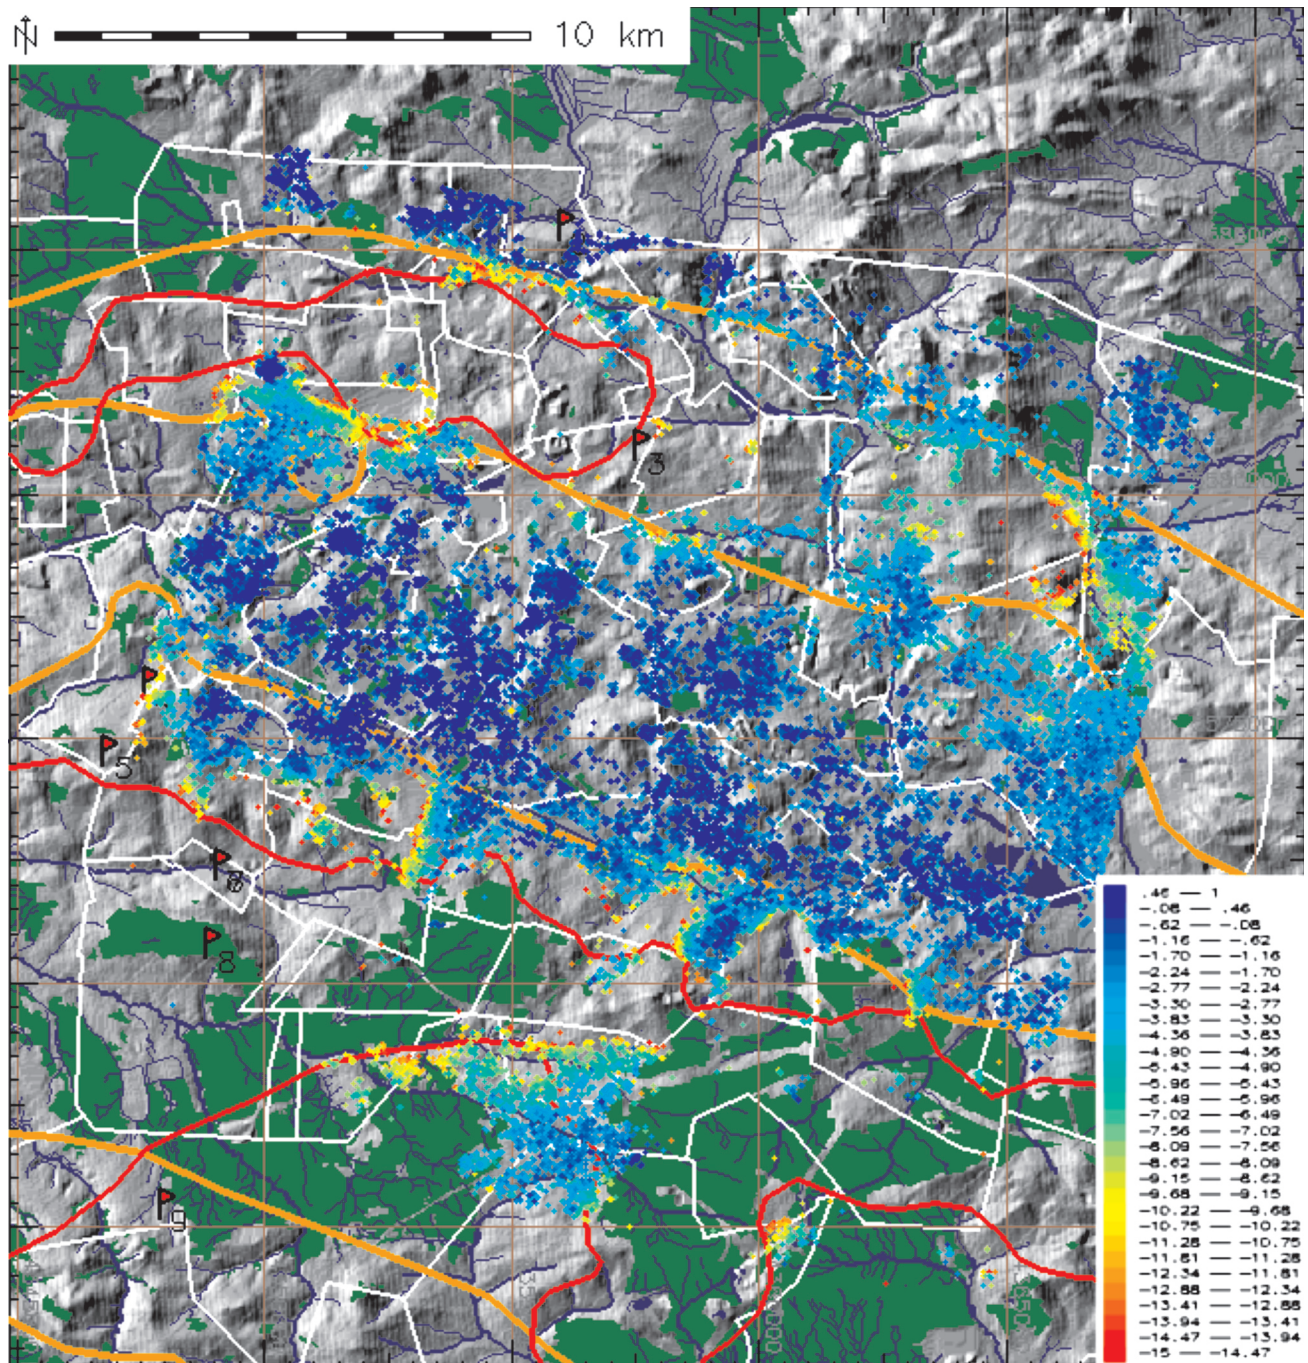 N 10 km
3
5
8
9
.46 — 1
-.08 — .46
-.62 — -.08
-1.16 — -.62
-1.70 — -1.16
-2.24 — -1.70
-2.77 — -2.24
-3.30 — -2.77
-3.83 — -3.30
-4.36 — -3.83
-4.90 — -4.36
-5.43 — -4.90
-5.96 — -5.43
-6.49 — -5.96
-7.02 — -6.49
-7.56 — -7.02
-8.09 — -7.56
-8.62 — -8.09
-9.15 — -8.62
-9.68 — -9.15
-10.22 — -9.68
-10.75 — -10.22
-11.28 — -10.75
-11.81 — -11.28
-12.34 — -11.81
-12.88 — -12.34
-13.41 — -12.88
-13.94 — -13.41
-14.47 — -13.94
-15 — -14.47